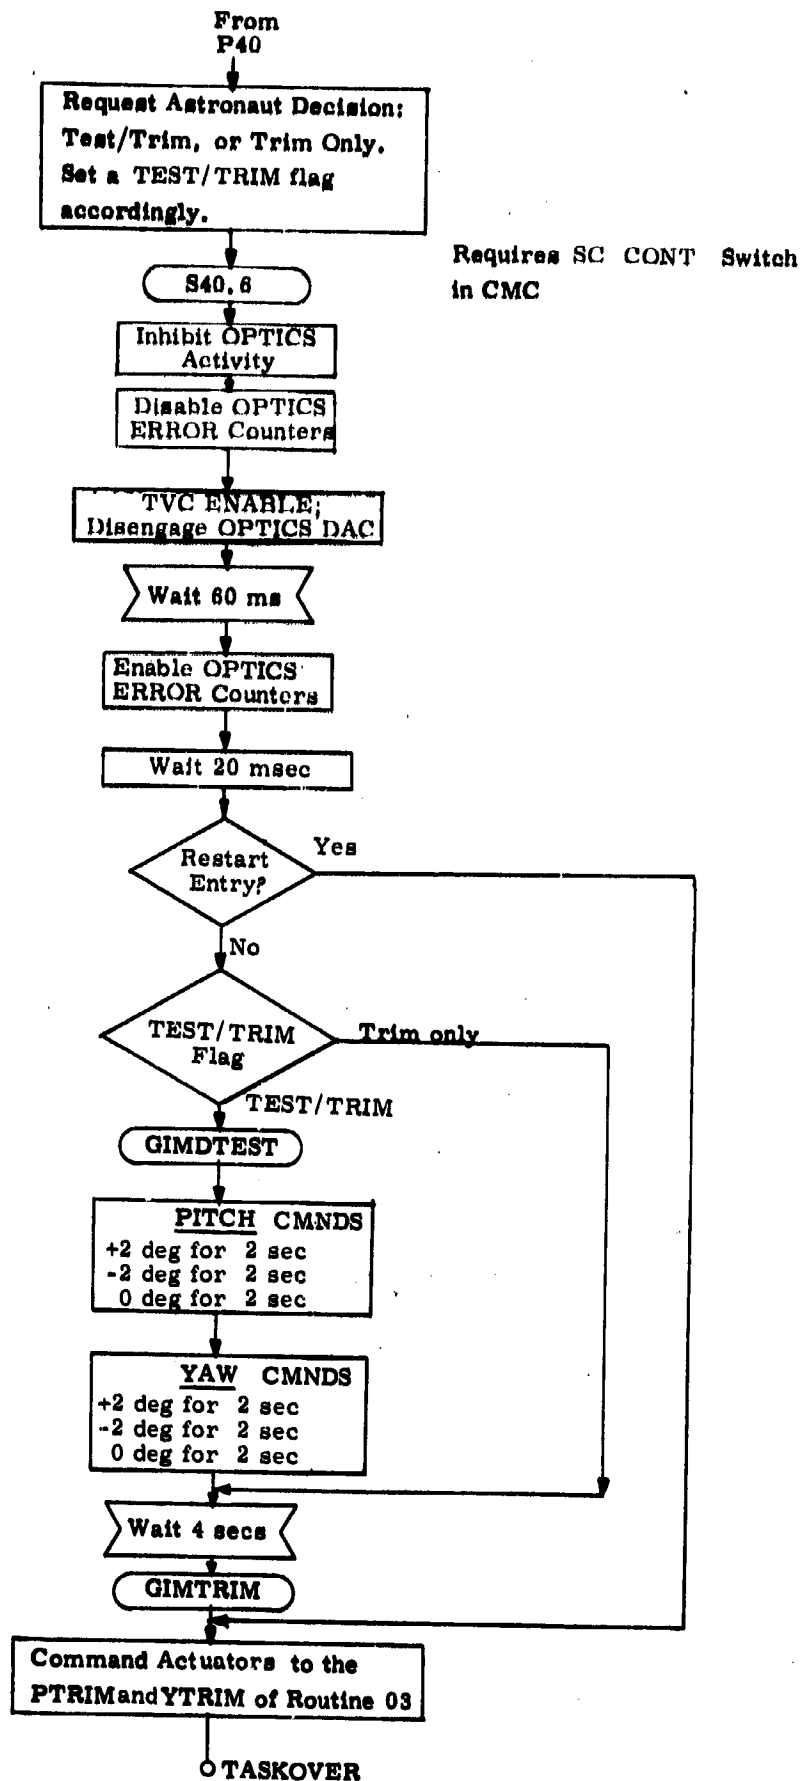 From
P40
Request Astronaut Decision:
Test/Trim, or Trim Only.
Set a TEST/TRIM flag
accordingly.
Requires SC CONT Switch
in CMC
S40.6
Inhibit OPTICS
Activity
Disable OPTICS
ERROR Counters
TVC ENABLE;
Disengage OPTICS DAC
Wait 60 ms
Enable OPTICS
ERROR Counters
Wait 20 msec
Restart
Entry?
Yes
No
TEST/TRIM
Flag
Trim only
TEST/TRIM
GIMDTEST
PITCH CMNDS
+2 deg for 2 sec
-2 deg for 2 sec
0 deg for 2 sec
YAW CMNDS
+2 deg for 2 sec
-2 deg for 2 sec
0 deg for 2 sec
Wait 4 secs
GIMTRIM
Command Actuators to the
PTRIM and YTRIM of Routine 03
TASKOVER